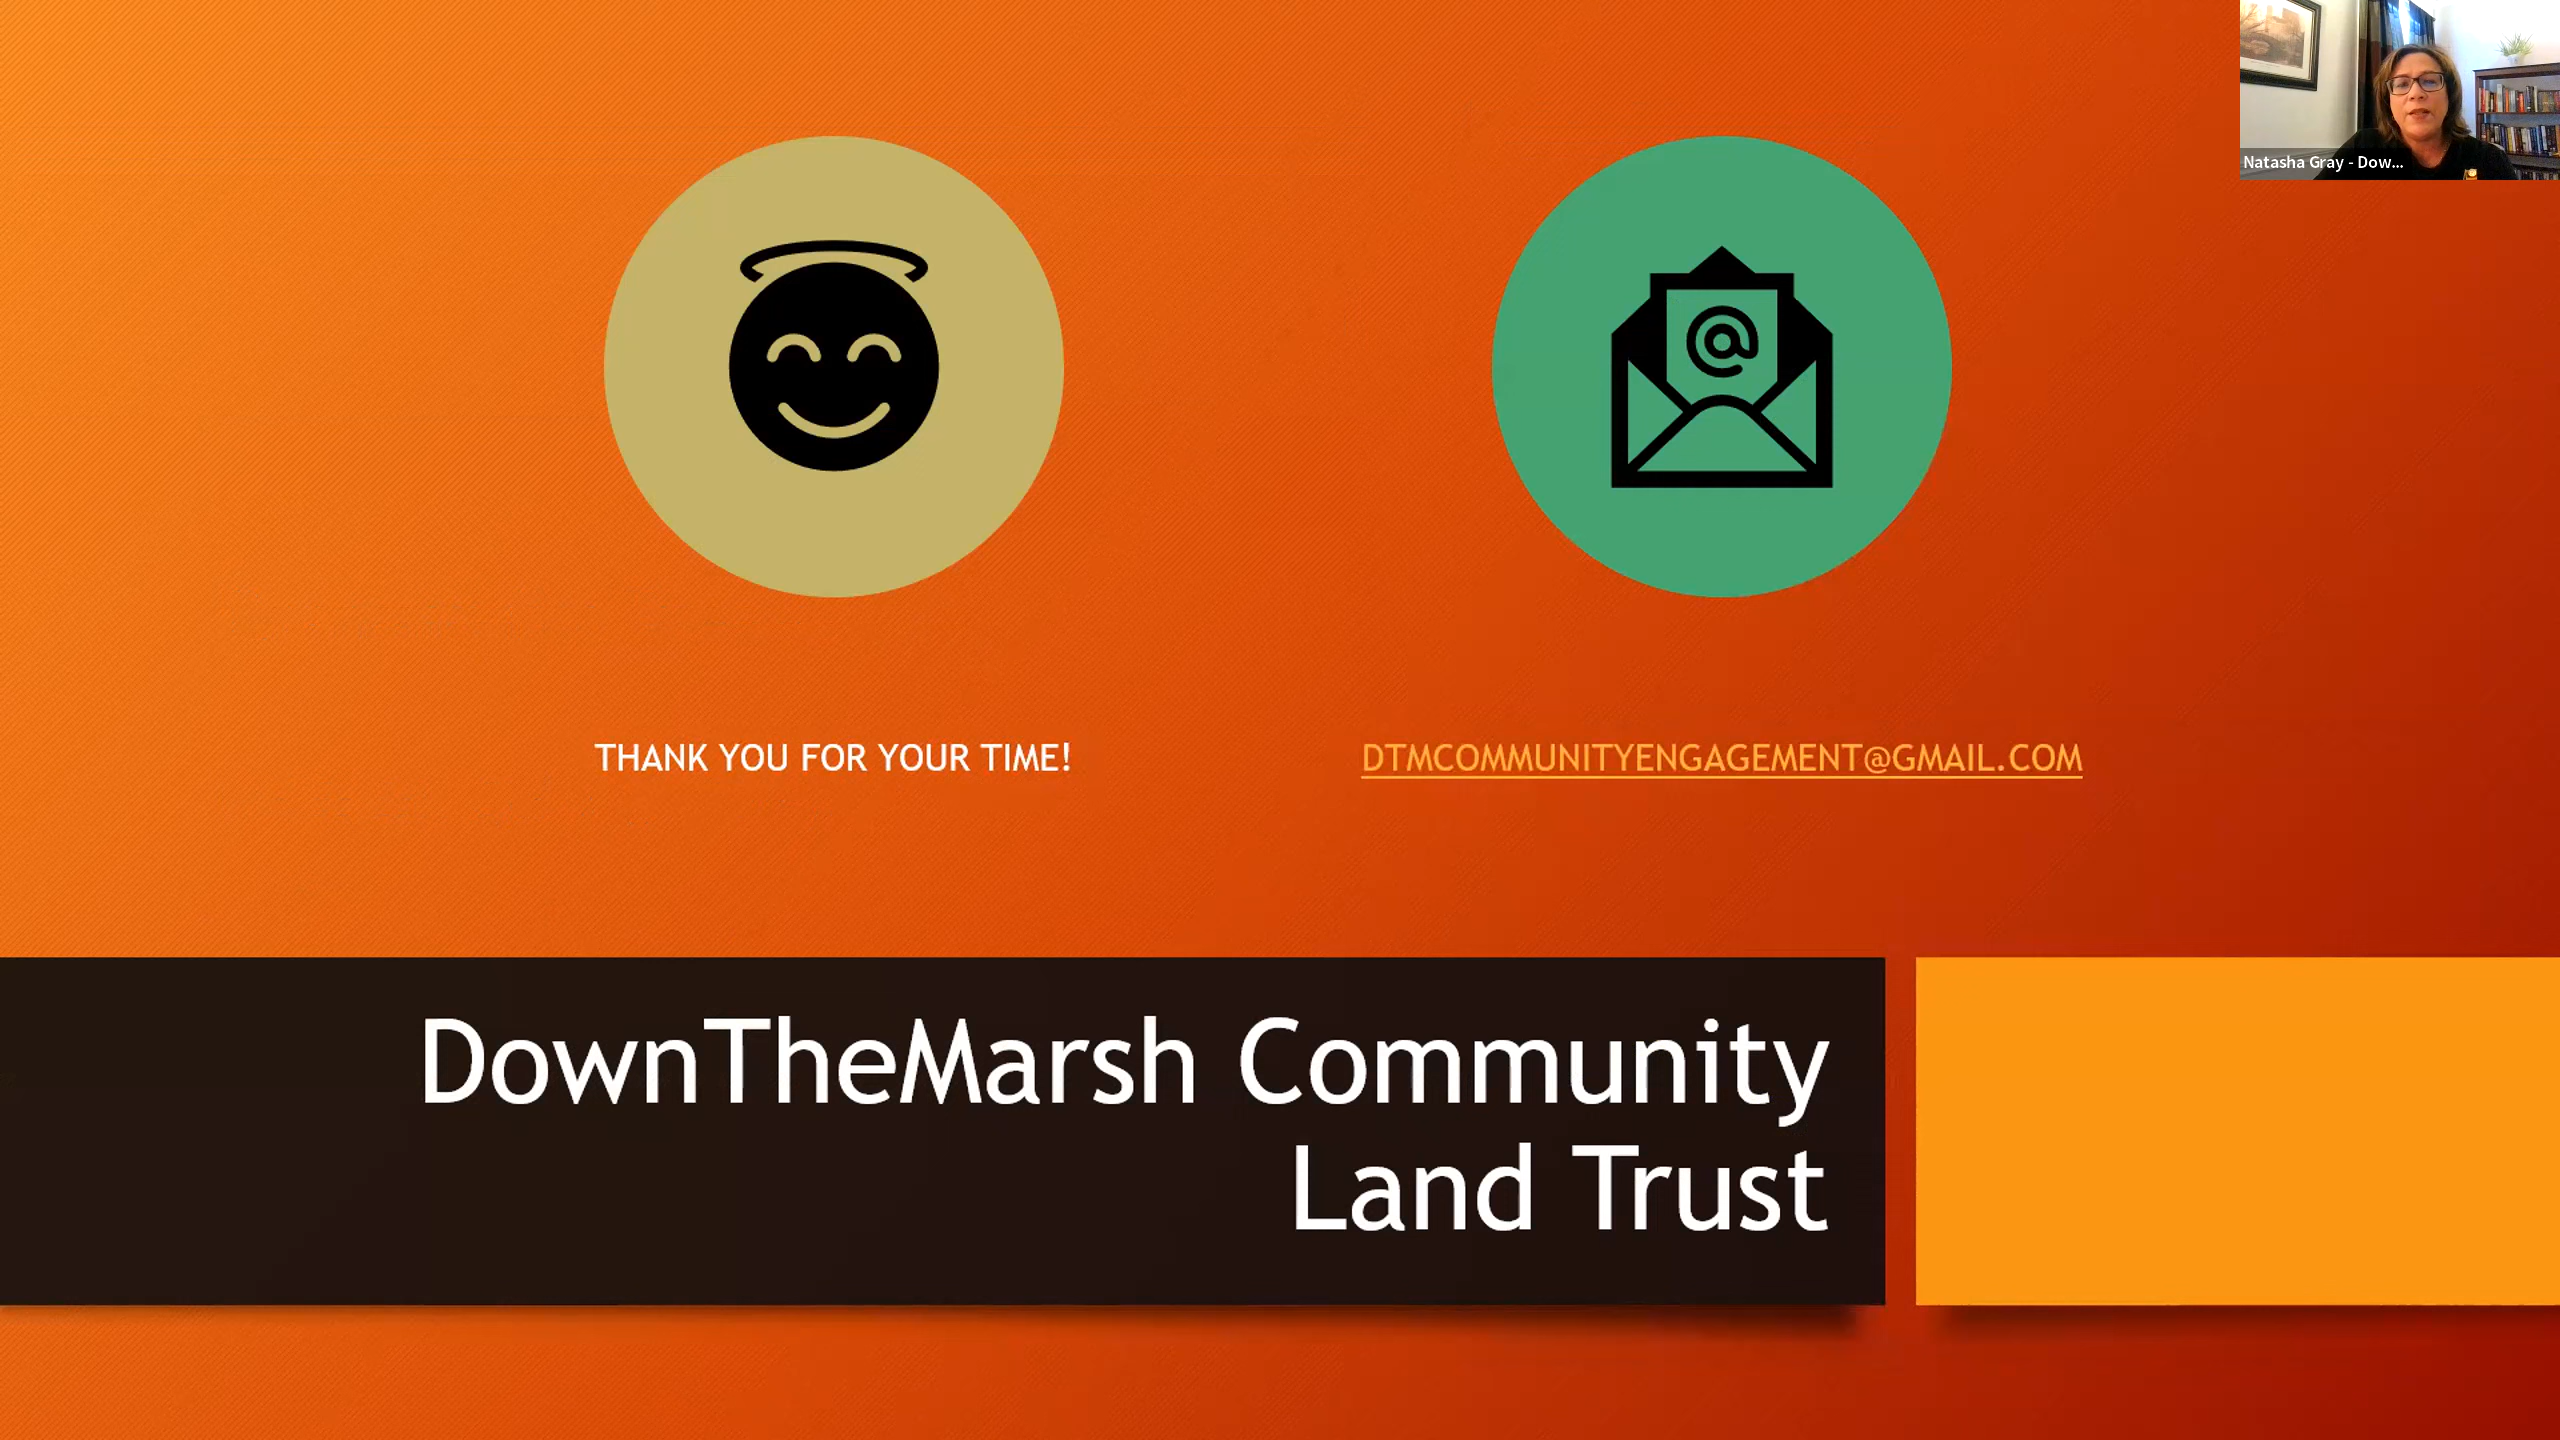 Natasha Gray - Dow...
@
THANK YOU FOR YOUR TIME!
DTMCOMMUNITYENGAGEMENT@GMAIL.COM
DownTheMarsh Community
Land Trust